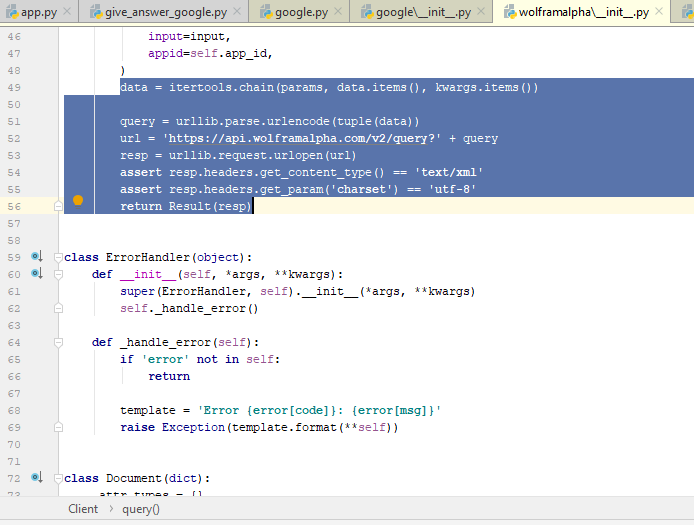 app.py
give_answer_google.py
google.py
google\__init__.py
wolframalpha\__init__.py
46 input=input,
47 appid=self.app_id,
48 )
49 data = itertools.chain(params, data.items(), kwargs.items())
50
51 query = urllib.parse.urlencode(tuple(data))
52 url = 'https://api.wolframalpha.com/v2/query?' + query
53 resp = urllib.request.urlopen(url)
54 assert resp.headers.get_content_type() == 'text/xml'
55 assert resp.headers.get_param('charset') == 'utf-8'
56 return Result(resp)
57
58
59 class ErrorHandler(object):
60 def __init__(self, *args, **kwargs):
61 super(ErrorHandler, self).__init__(*args, **kwargs)
62 self._handle_error()
63
64 def _handle_error(self):
65 if 'error' not in self:
66 return
67
68 template = 'Error {error[code]}: {error[msg]}'
69 raise Exception(template.format(**self))
70
71
72 class Document(dict):
73 _attr_types = {}
Client
query()